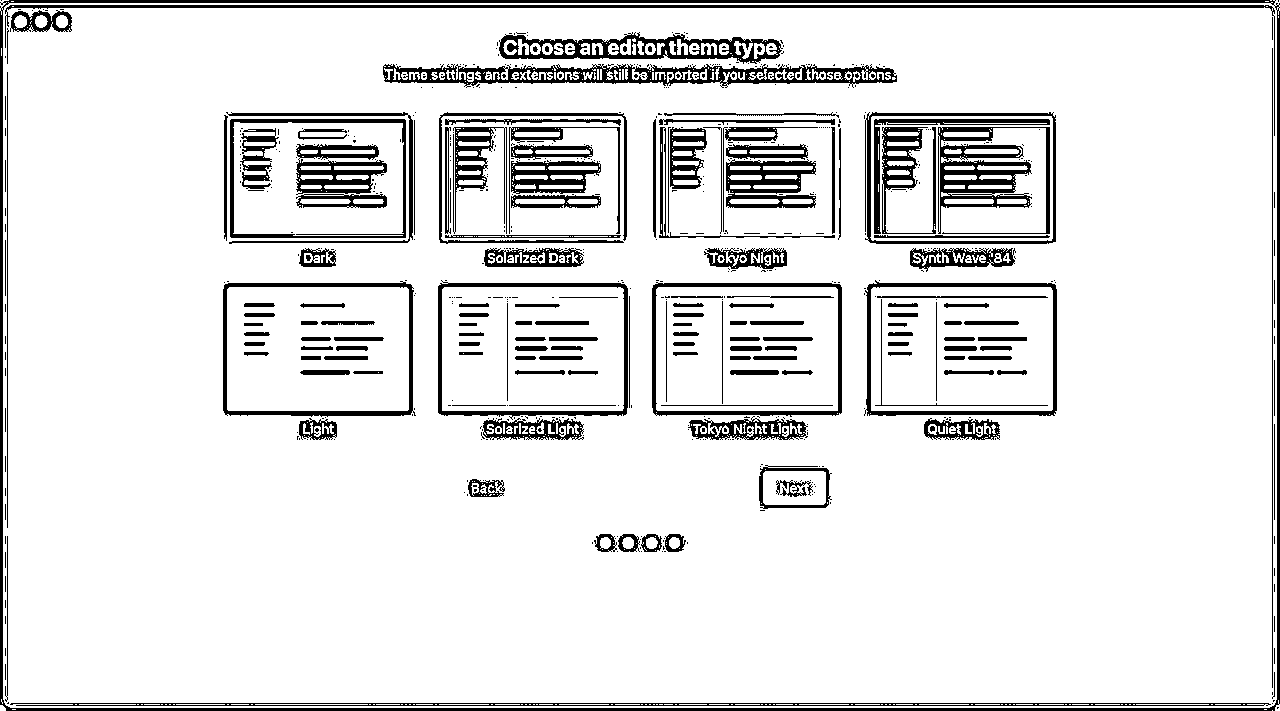 Choose an editor theme type
Theme settings and extensions will still be imported if you selected those options.
Dark
Solarized Dark
Tokyo Night
Synth Wave '84
Light
Solarized Light
Tokyo Night Light
Quiet Light
Back
Next